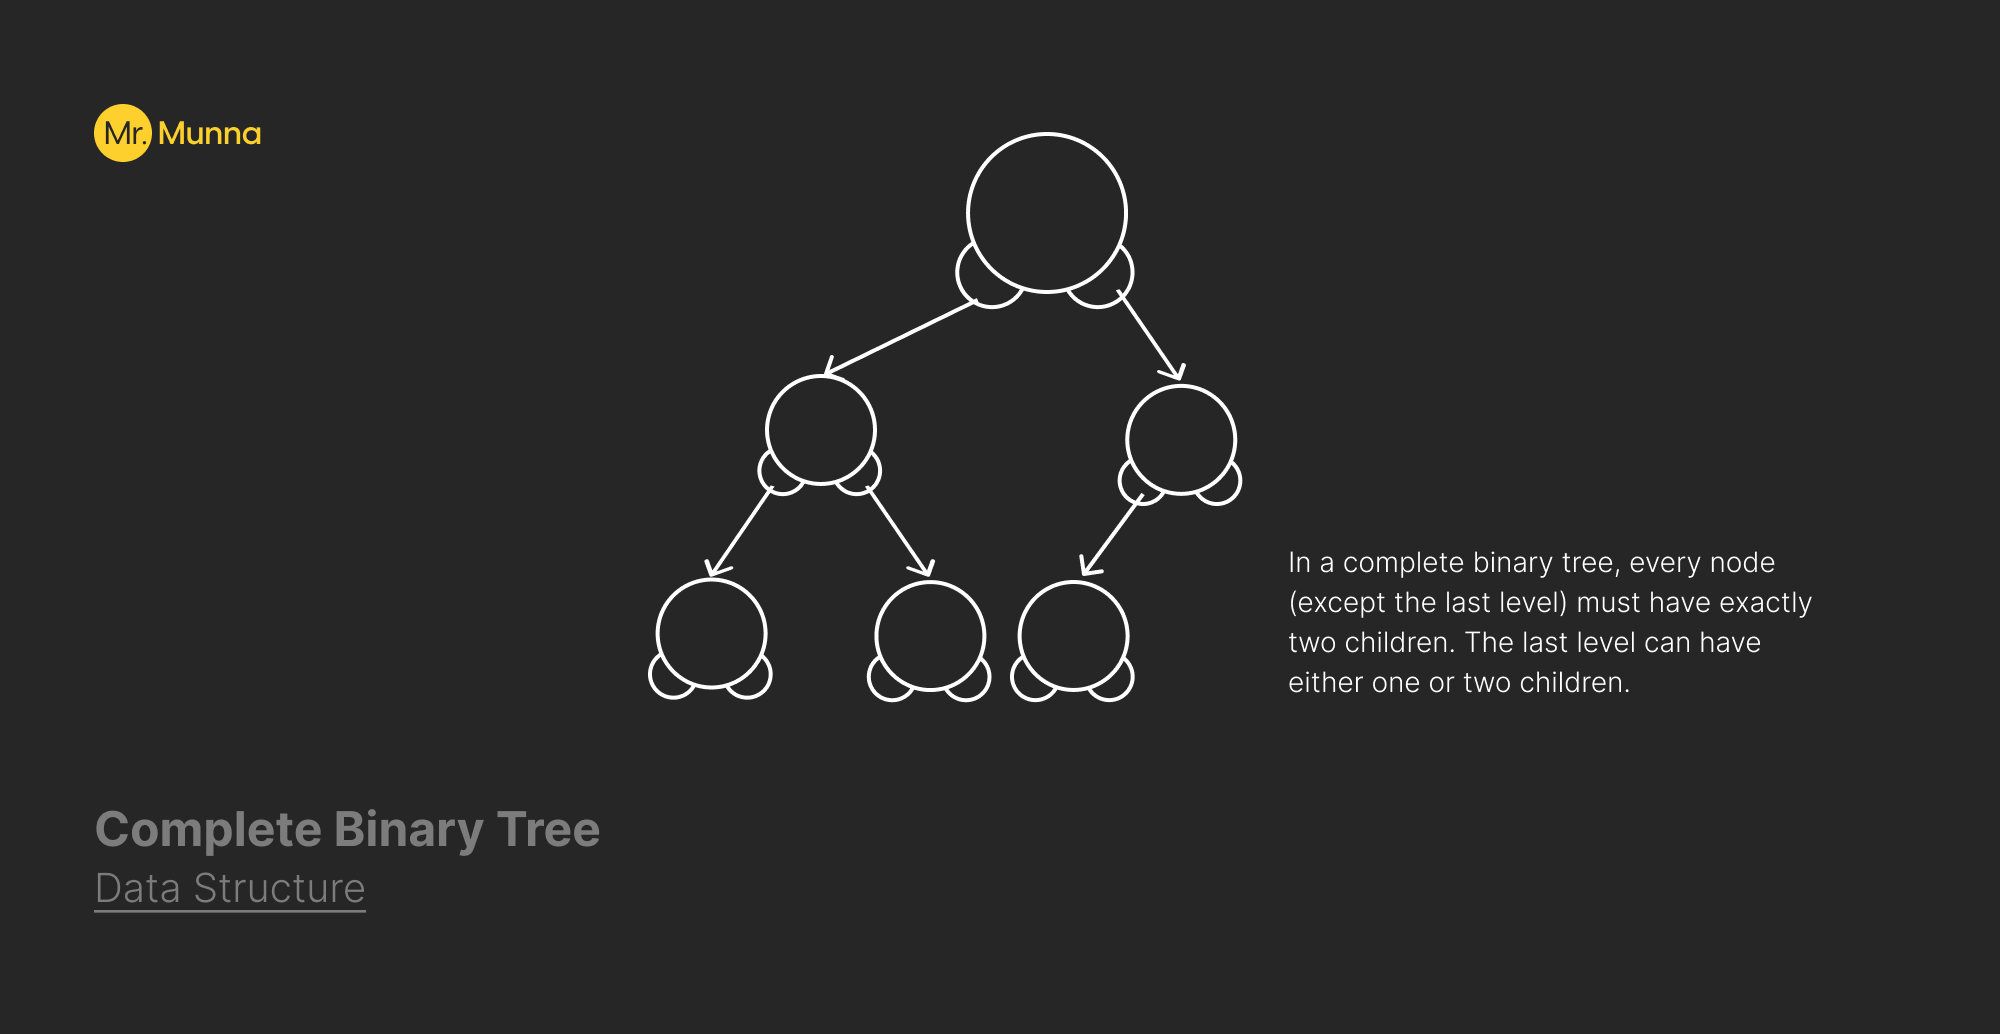 Mr. Munna
In a complete binary tree, every node
(except the last level) must have exactly
two children. The last level can have
either one or two children.
Complete Binary Tree
Data Structure